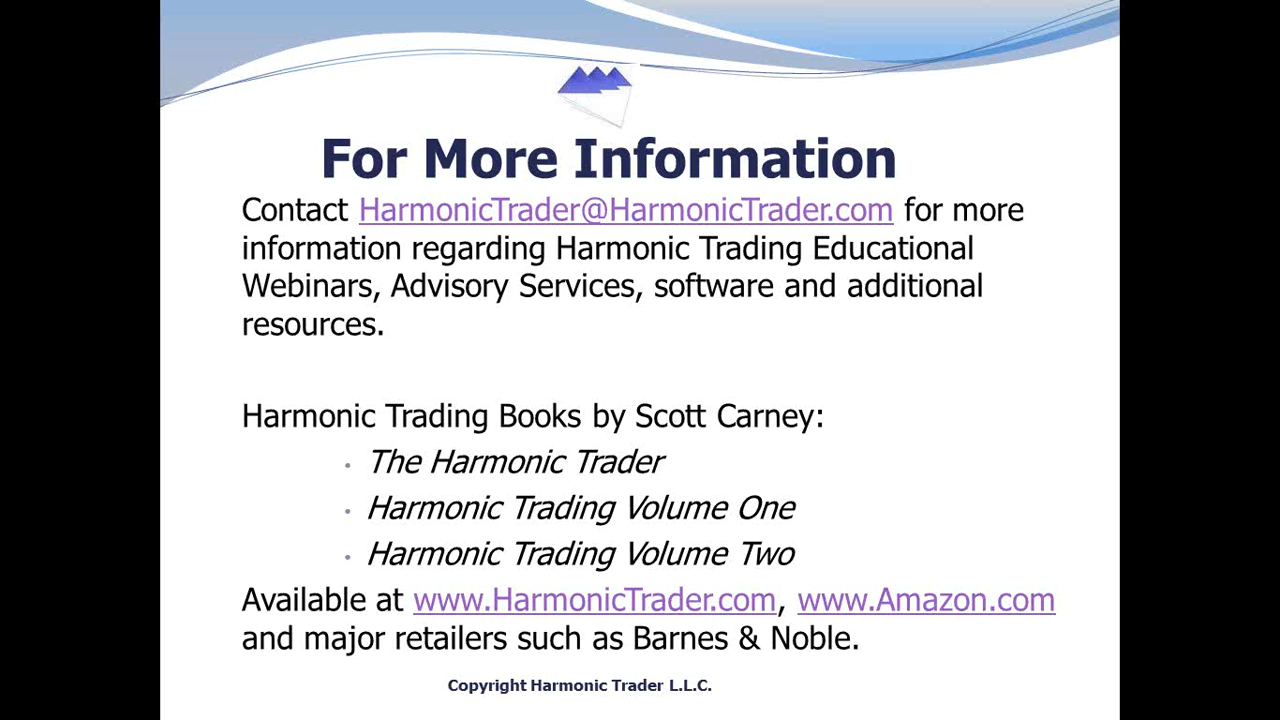 For More Information
Contact HarmonicTrader@HarmonicTrader.com for more
information regarding Harmonic Trading Educational
Webinars, Advisory Services, software and additional
resources.
Harmonic Trading Books by Scott Carney:
• The Harmonic Trader
• Harmonic Trading Volume One
• Harmonic Trading Volume Two
Available at www.HarmonicTrader.com, www.Amazon.com
and major retailers such as Barnes & Noble.
Copyright Harmonic Trader L.L.C.